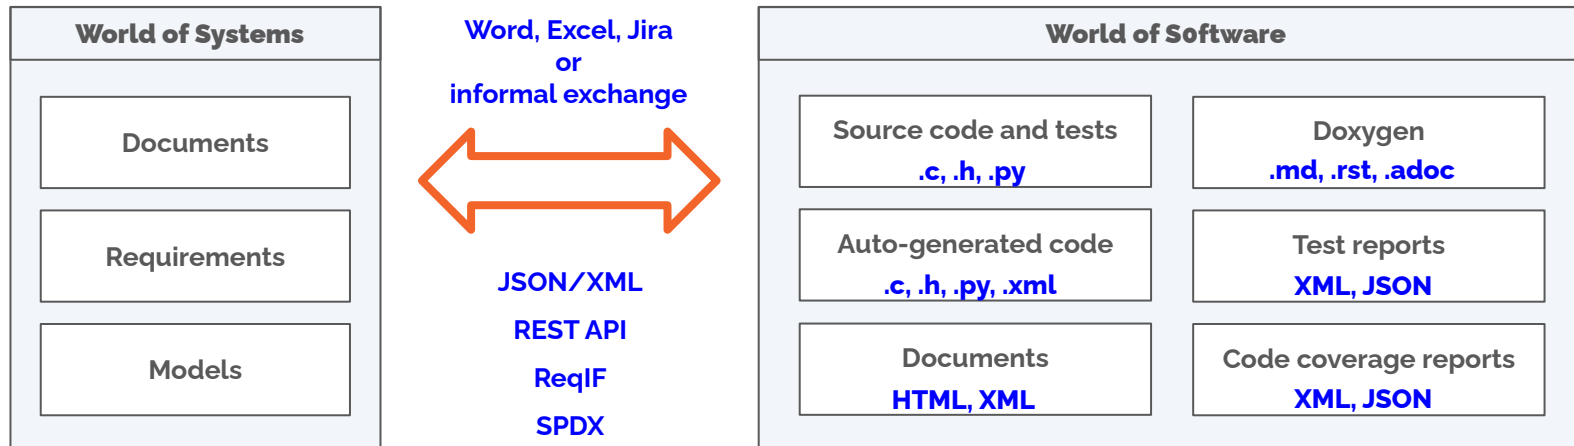 World of Systems
Documents
Requirements
Models
Word, Excel, Jira
or
informal exchange
JSON/XML
REST API
ReqIF
SPDX
World of S0ftware
Source code and tests
.c, .h, .py
Doxygen
.md, .rst, .adoc
Auto-generated code
.c, .h, .py, .xml
Test reports
XML, JSON
Documents
HTML, XML
Code coverage reports
XML, JSON